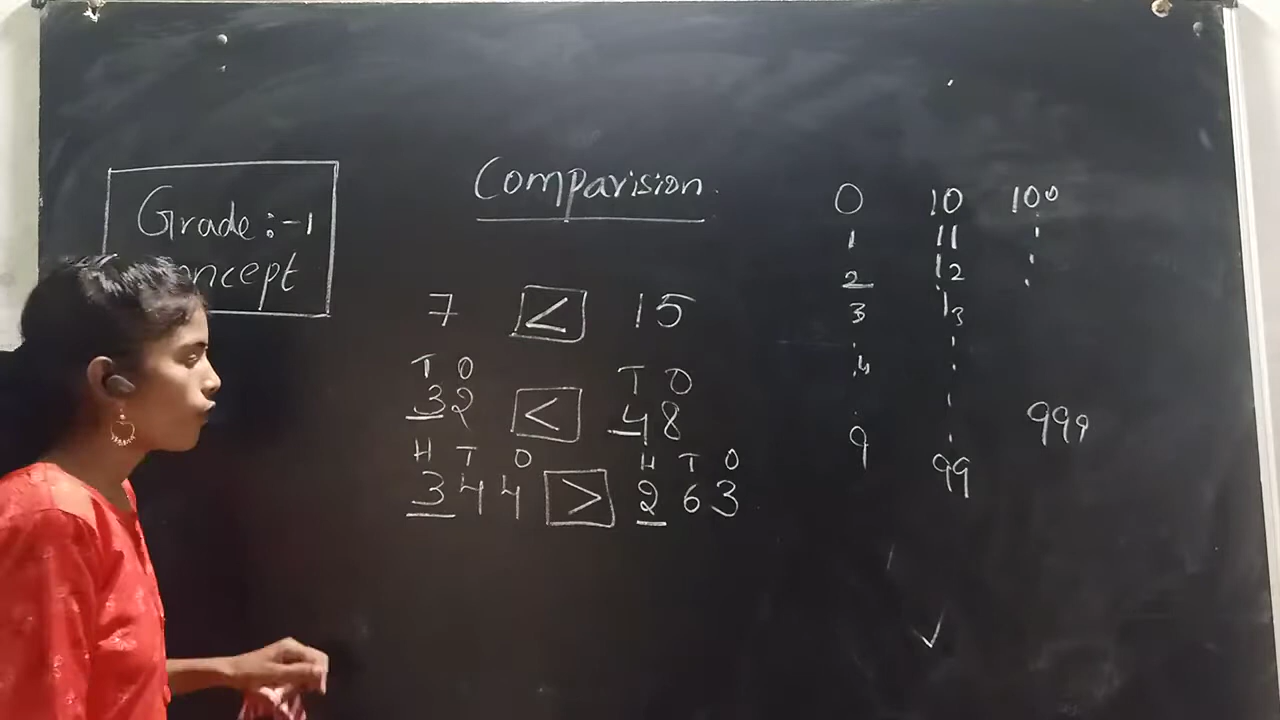 Grade:-1
Comparision.
7 < 15
T O T O
32 < 48
H T O H T O
344 > 263
0 10 100
1 11
2 12
3 13
4
9 99 999